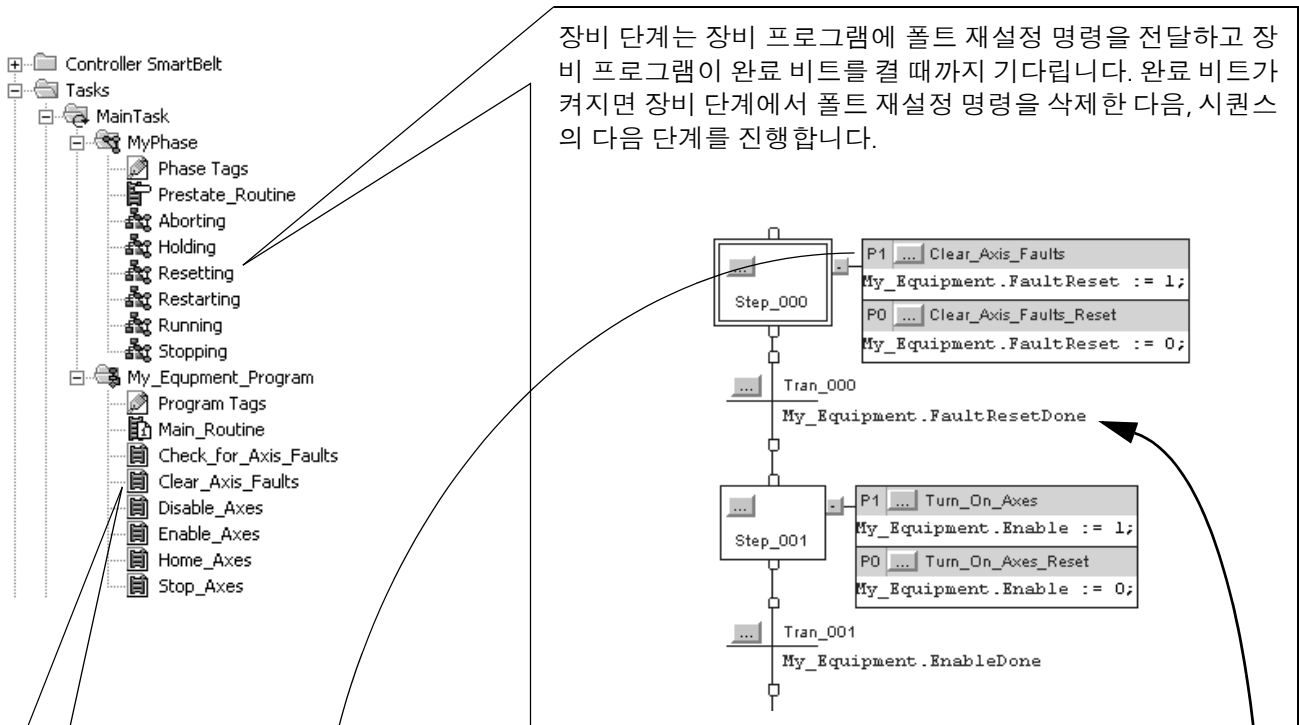 Controller SmartBelt
Tasks
MainTask
MyPhase
Phase Tags
Prestate_Routine
Aborting
Holding
Resetting
Restarting
Running
Stopping
My_Equpment_Program
Program Tags
Main_Routine
Check_for_Axis_Faults
Clear_Axis_Faults
Disable_Axes
Enable_Axes
Home_Axes
Stop_Axes
장비 단계는 장비 프로그램에 폴트 재설정 명령을 전달하고 장
비 프로그램이 완료 비트를 켤 때까지 기다립니다. 완료 비트가
켜지면 장비 단계에서 폴트 재설정 명령을 삭제한 다음, 시퀀스
의 다음 단계를 진행합니다.
... Step_000
P1 ... Clear_Axis_Faults
My_Equipment.FaultReset := 1;
P0 ... Clear_Axis_Faults_Reset
My_Equipment.FaultReset := 0;
... Tran_000
My_Equipment.FaultResetDone
... Step_001
P1 ... Turn_On_Axes
My_Equipment.Enable := 1;
P0 ... Turn_On_Axes_Reset
My_Equipment.Enable := 0;
... Tran_001
My_Equipment.EnableDone